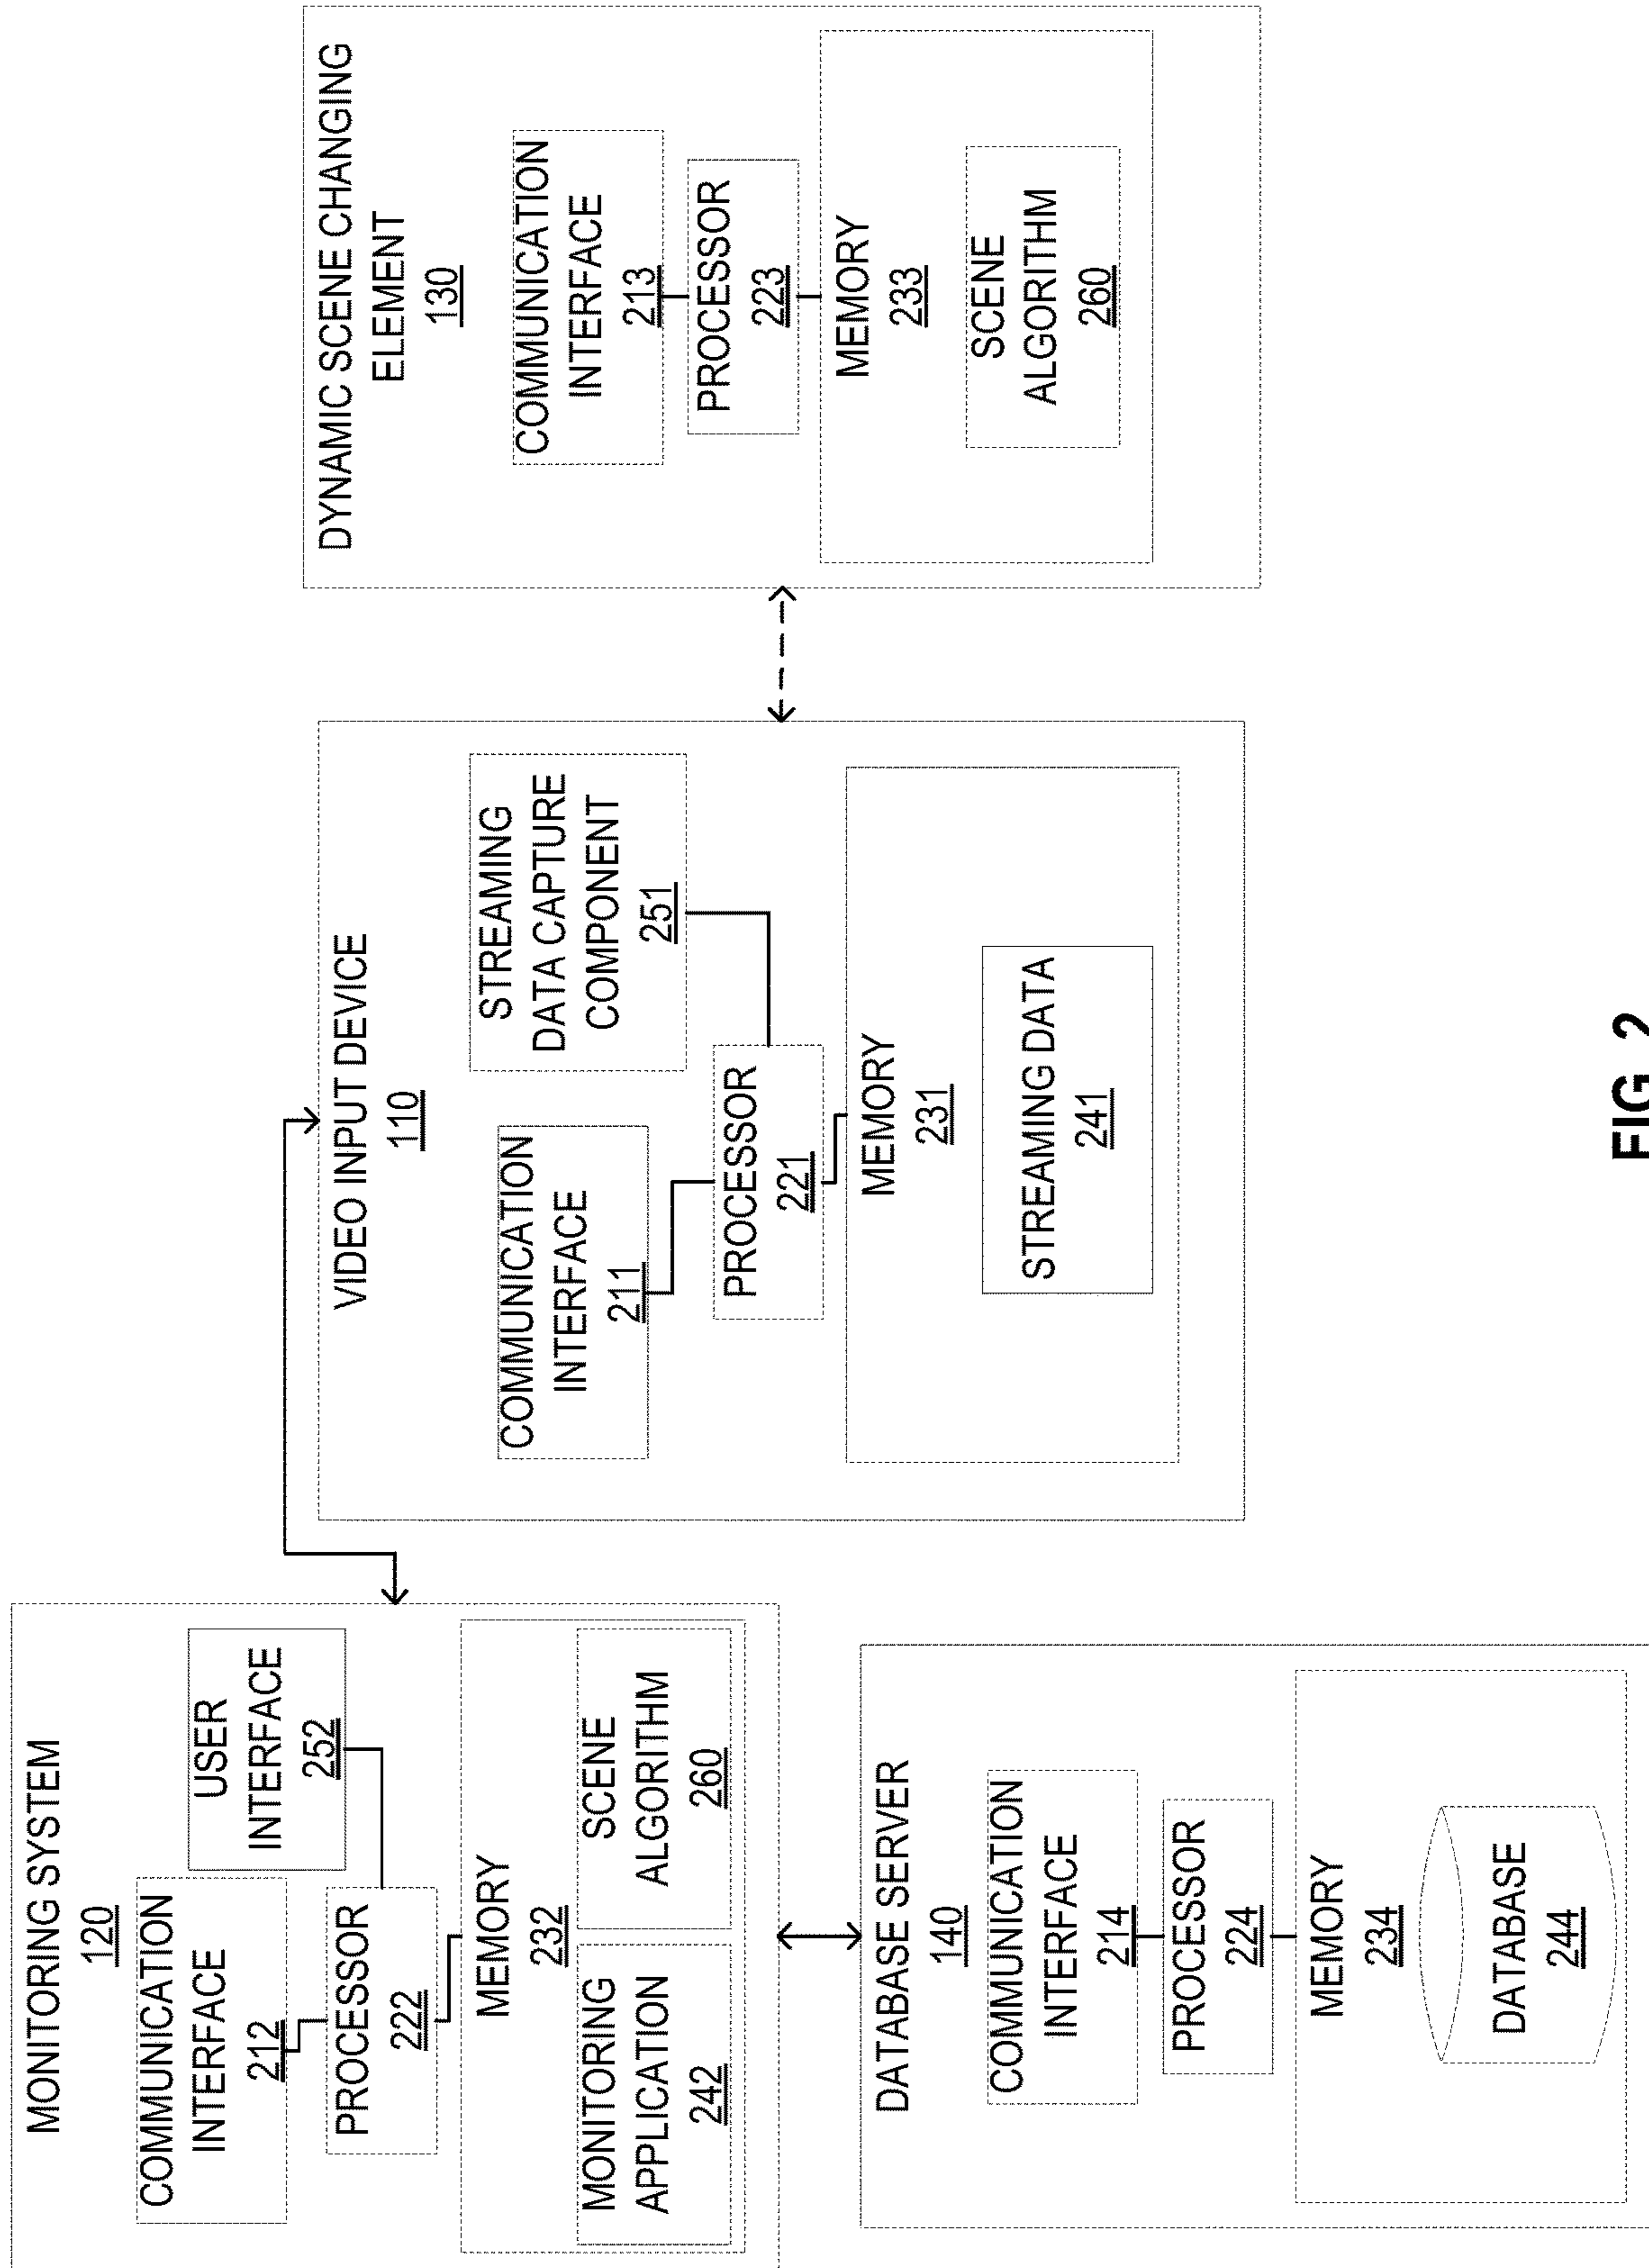 MONITORING SYSTEM
120
COMMUNICATION
INTERFACE
212
USER
INTERFACE
252
PROCESSOR
222
MEMORY
232
MONITORING
APPLICATION
242
SCENE
ALGORITHM
260
DATABASE SERVER
140
COMMUNICATION
INTERFACE
214
PROCESSOR
224
MEMORY
234
DATABASE
244
VIDEO INPUT DEVICE
110
COMMUNICATION
INTERFACE
211
STREAMING
DATA CAPTURE
COMPONENT
251
PROCESSOR
221
MEMORY
231
STREAMING DATA
241
DYNAMIC SCENE CHANGING
ELEMENT
130
COMMUNICATION
INTERFACE
213
PROCESSOR
223
MEMORY
233
SCENE
ALGORITHM
260
FIG. 2